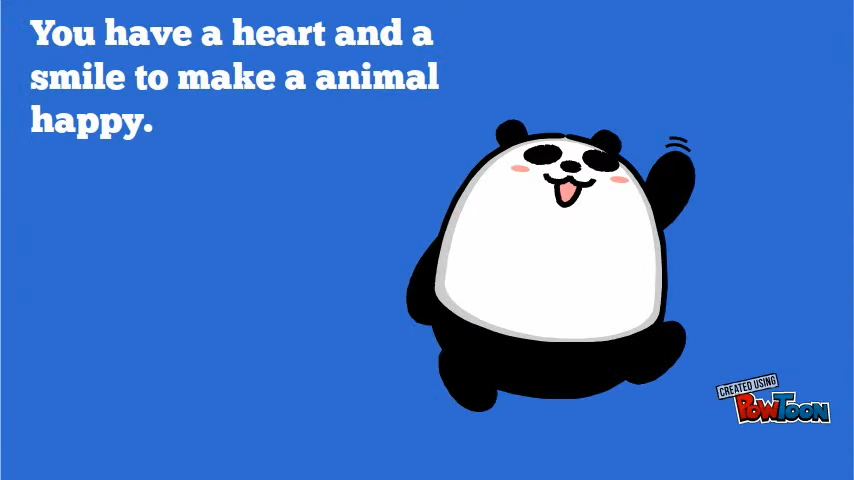 You have a heart and a
smile to make a animal
happy.
CREATED USING
POWTOON